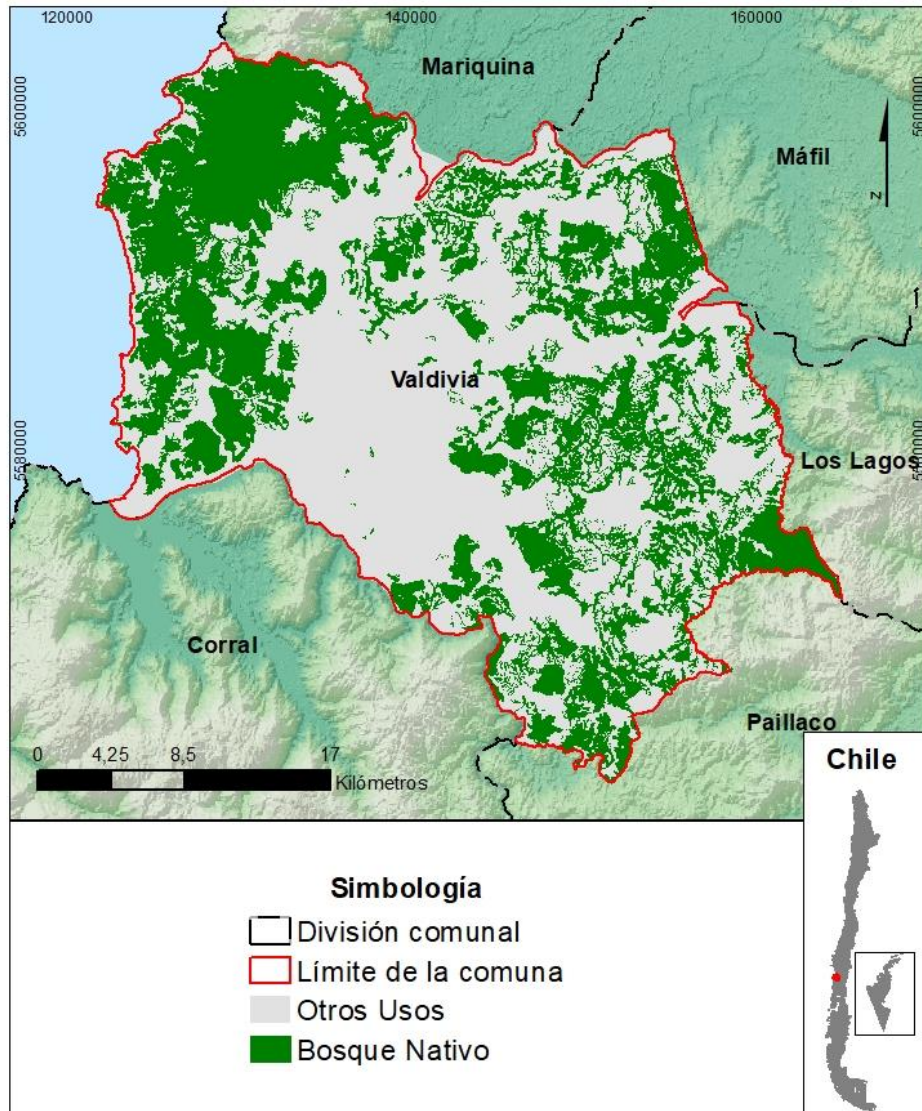 120000
140000
160000
5600000
5600000
Mariquina
Máfil
N
Valdivia
5580000
Los Lagos
Corral
Paillaco
0 4,25 8,5 17
Kilómetros
Chile
Simbología
División comunal
Límite de la comuna
Otros Usos
Bosque Nativo